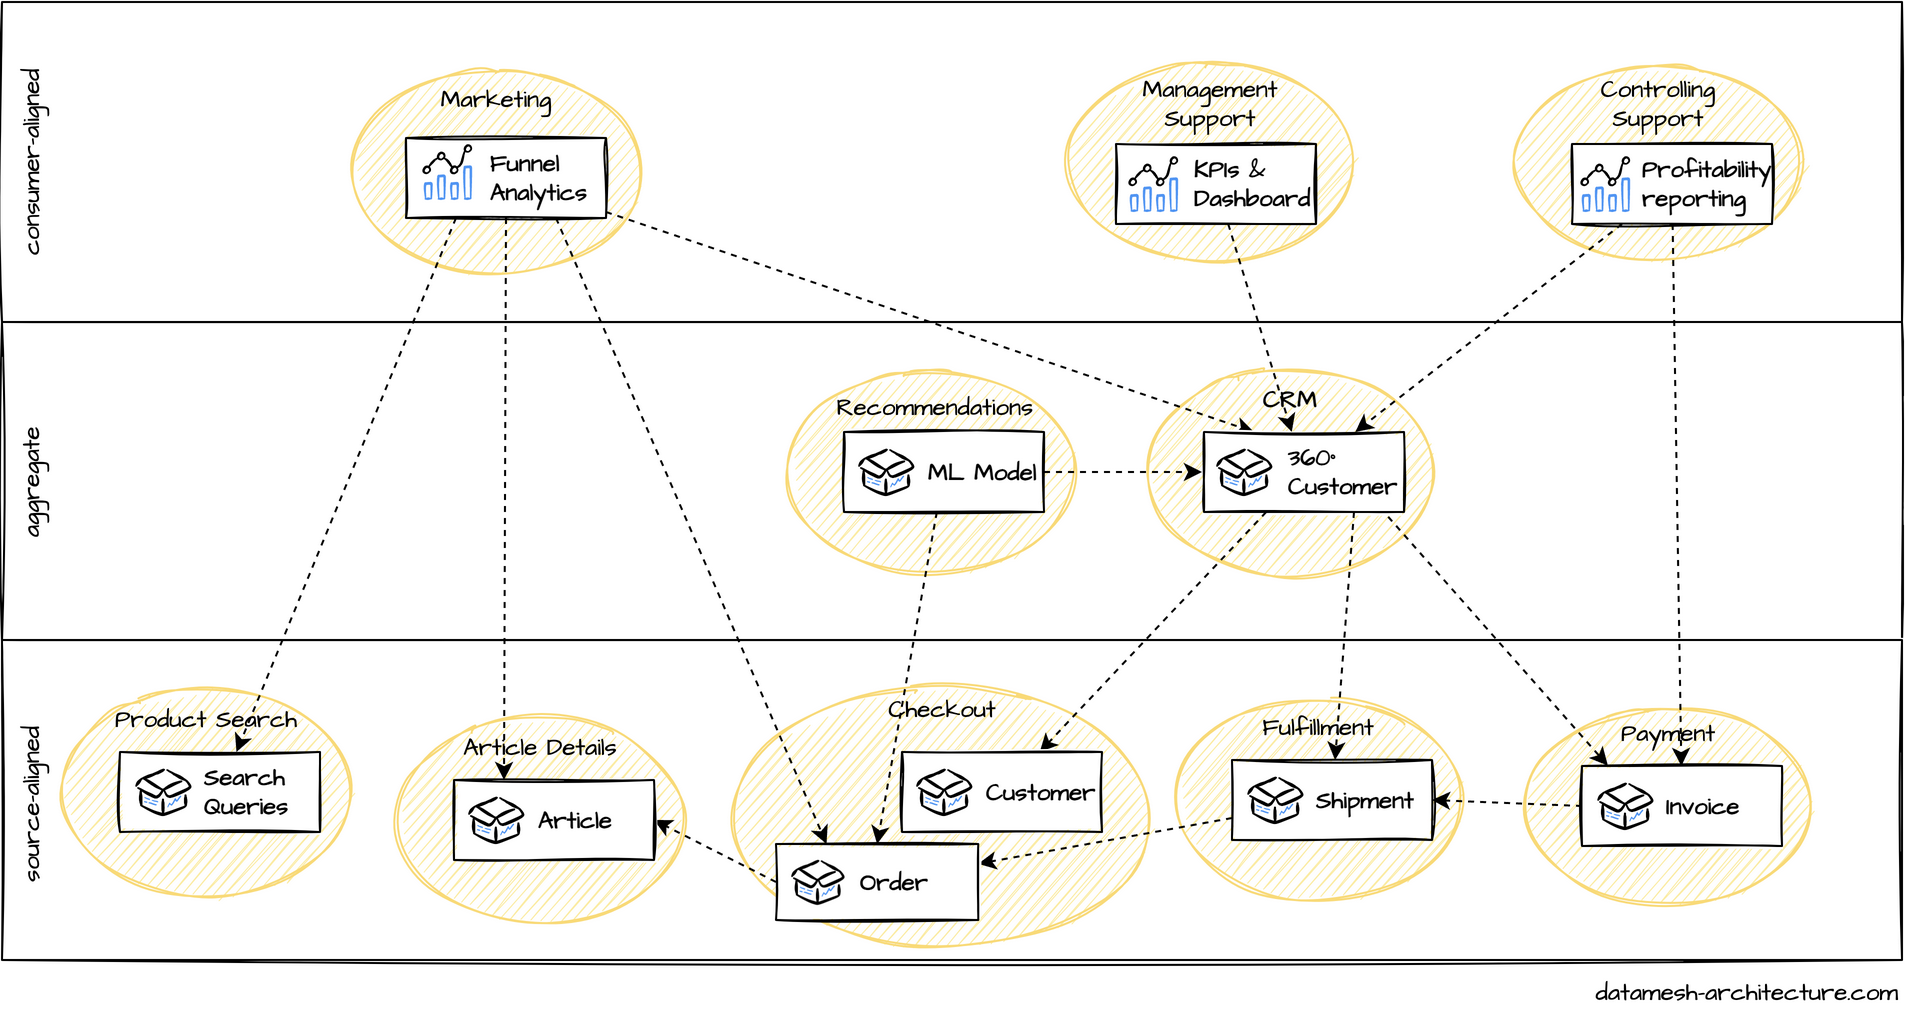 consumer-aligned
Marketing
Funnel
Analytics
Management
Support
KPIs &
Dashboard
Controlling
Support
Profitability
reporting
aggregate
Recommendations
ML Model
CRM
360°
Customer
source-aligned
Product Search
Search
Queries
Article Details
Article
Checkout
Customer
Order
Fulfillment
Shipment
Payment
Invoice
datamesh-architecture.com